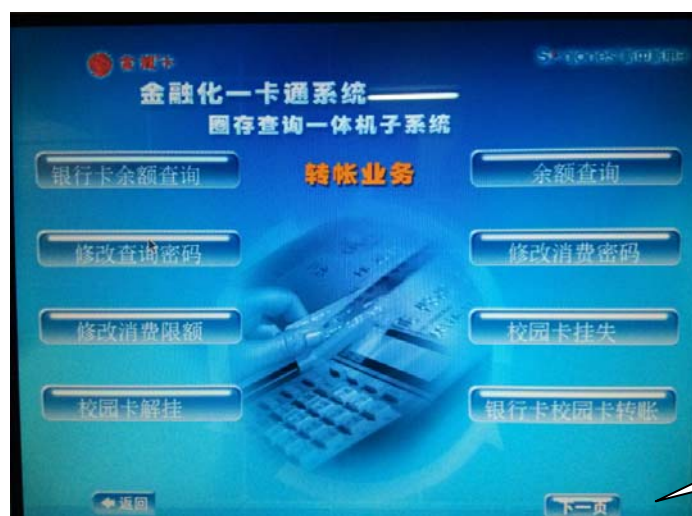 金融化一卡通系统
圈存查询一体机子系统
转帐业务
银行卡余额查询
余额查询
修改查询密码
修改消费密码
修改消费限额
校园卡挂失
校园卡解挂
银行卡校园卡转账
返回
下一页